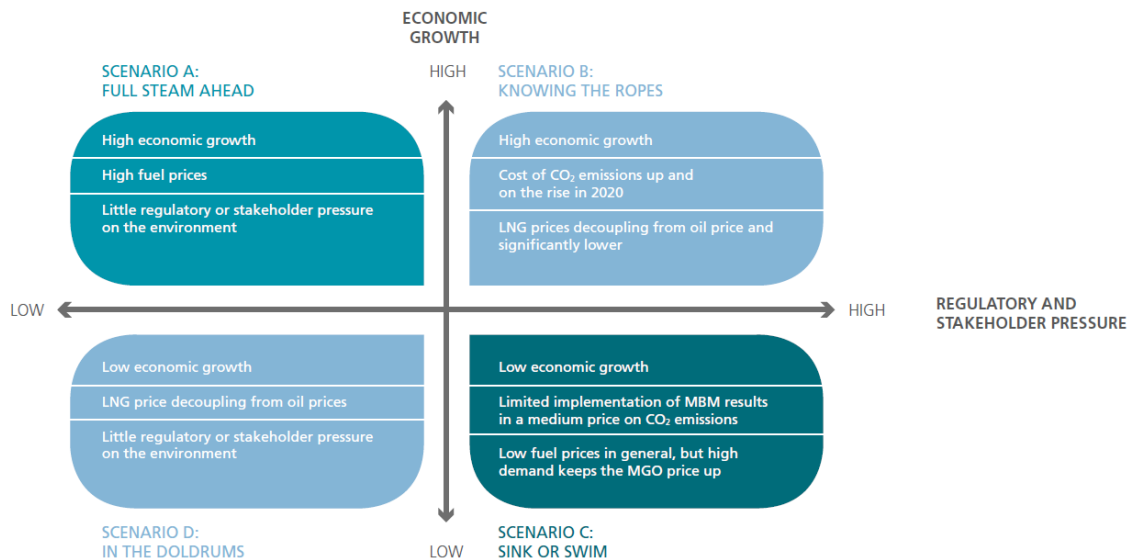 ECONOMIC
GROWTH
SCENARIO A:
FULL STEAM AHEAD
HIGH
SCENARIO B:
KNOWING THE ROPES
High economic growth
High fuel prices
Little regulatory or stakeholder pressure
on the environment
High economic growth
Cost of CO₂ emissions up and
on the rise in 2020
LNG prices decoupling from oil price and
significantly lower
LOW
HIGH
REGULATORY AND
STAKEHOLDER PRESSURE
Low economic growth
LNG price decoupling from oil prices
Little regulatory or stakeholder pressure
on the environment
Low economic growth
Limited implementation of MBM results
in a medium price on CO₂ emissions
Low fuel prices in general, but high
demand keeps the MGO price up
SCENARIO D:
IN THE DOLDRUMS
LOW
SCENARIO C:
SINK OR SWIM